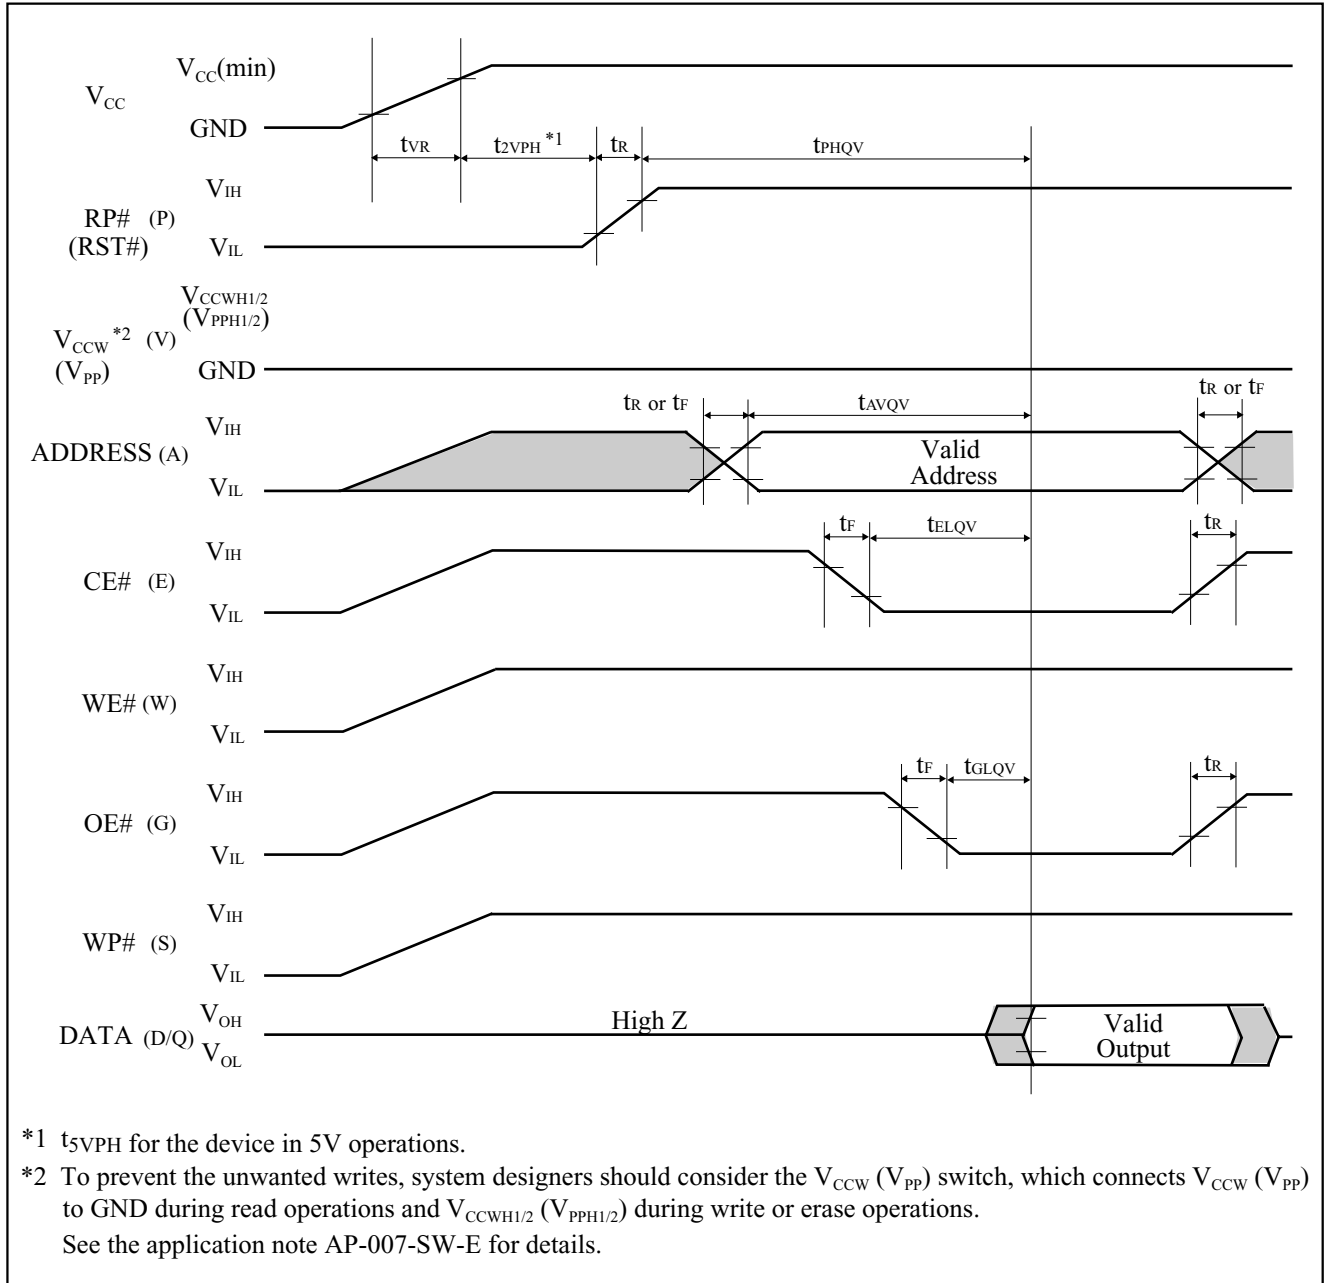 VCC
VCC(min)
GND
tVR
t2VPH *1
tR
tPHQV
RP# (P)
(RST#)
VIH
VIL
VCCW *2 (V)
(VPP)
VCCWH1/2
(VPPH1/2)
GND
ADDRESS (A)
VIH
VIL
tR or tF
tAVQV
tR or tF
Valid
Address
CE# (E)
VIH
VIL
tF
tELQV
tR
WE# (W)
VIH
VIL
OE# (G)
VIH
VIL
tF
tGLQV
tR
WP# (S)
VIH
VIL
DATA (D/Q)
VOH
VOL
High Z
Valid
Output
*1 t5VPH for the device in 5V operations.
*2 To prevent the unwanted writes, system designers should consider the VCCW (VPP) switch, which connects VCCW (VPP)
to GND during read operations and VCCWH1/2 (VPPH1/2) during write or erase operations.
See the application note AP-007-SW-E for details.